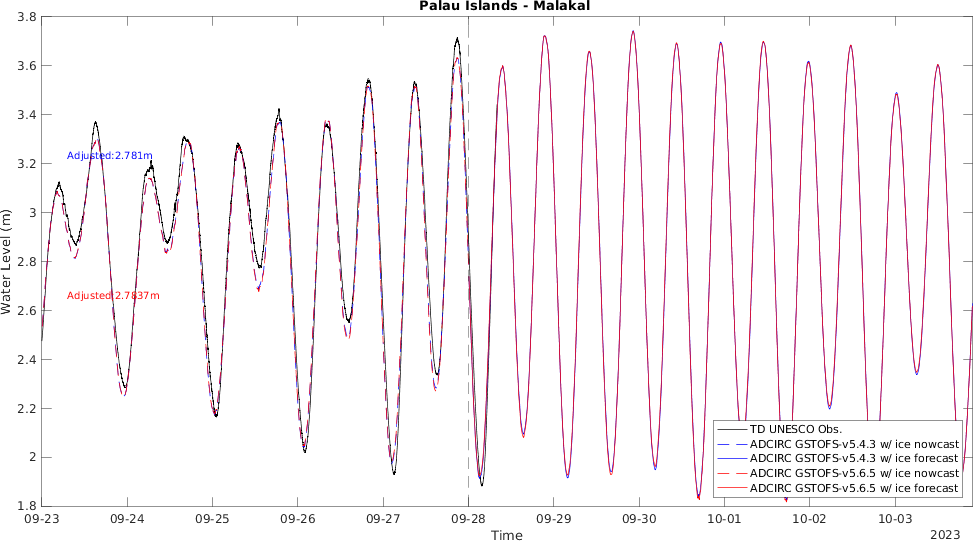 Palau Islands - Malakal
3.8
3.6
3.4
3.2
3
2.8
2.6
2.4
2.2
2
1.8
Water Level (m)
Adjusted:2.781m
Adjusted:2.7837m
TD UNESCO Obs.
ADCIRC GSTOFS-v5.4.3 w/ ice nowcast
ADCIRC GSTOFS-v5.4.3 w/ ice forecast
ADCIRC GSTOFS-v5.6.5 w/ ice nowcast
ADCIRC GSTOFS-v5.6.5 w/ ice forecast
09-23 09-24 09-25 09-26 09-27 09-28 09-29 09-30 10-01 10-02 10-03
Time
2023